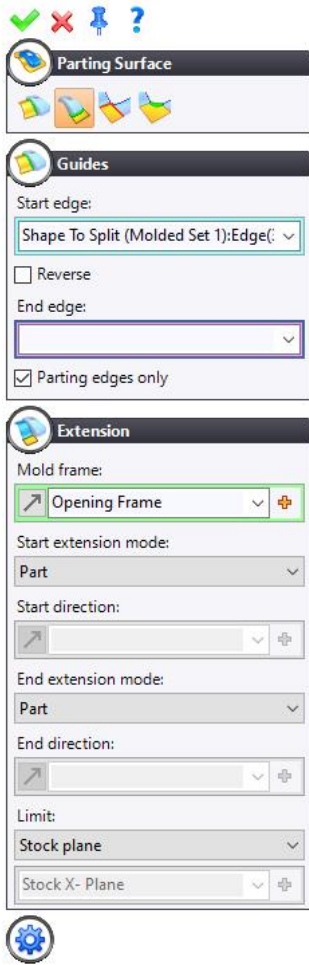 Parting Surface
Guides
Start edge:
Shape To Split (Molded Set 1):Edge(
Reverse
End edge:
Parting edges only
Extension
Mold frame:
Opening Frame
Start extension mode:
Part
Start direction:
End extension mode:
Part
End direction:
Limit:
Stock plane
Stock X- Plane